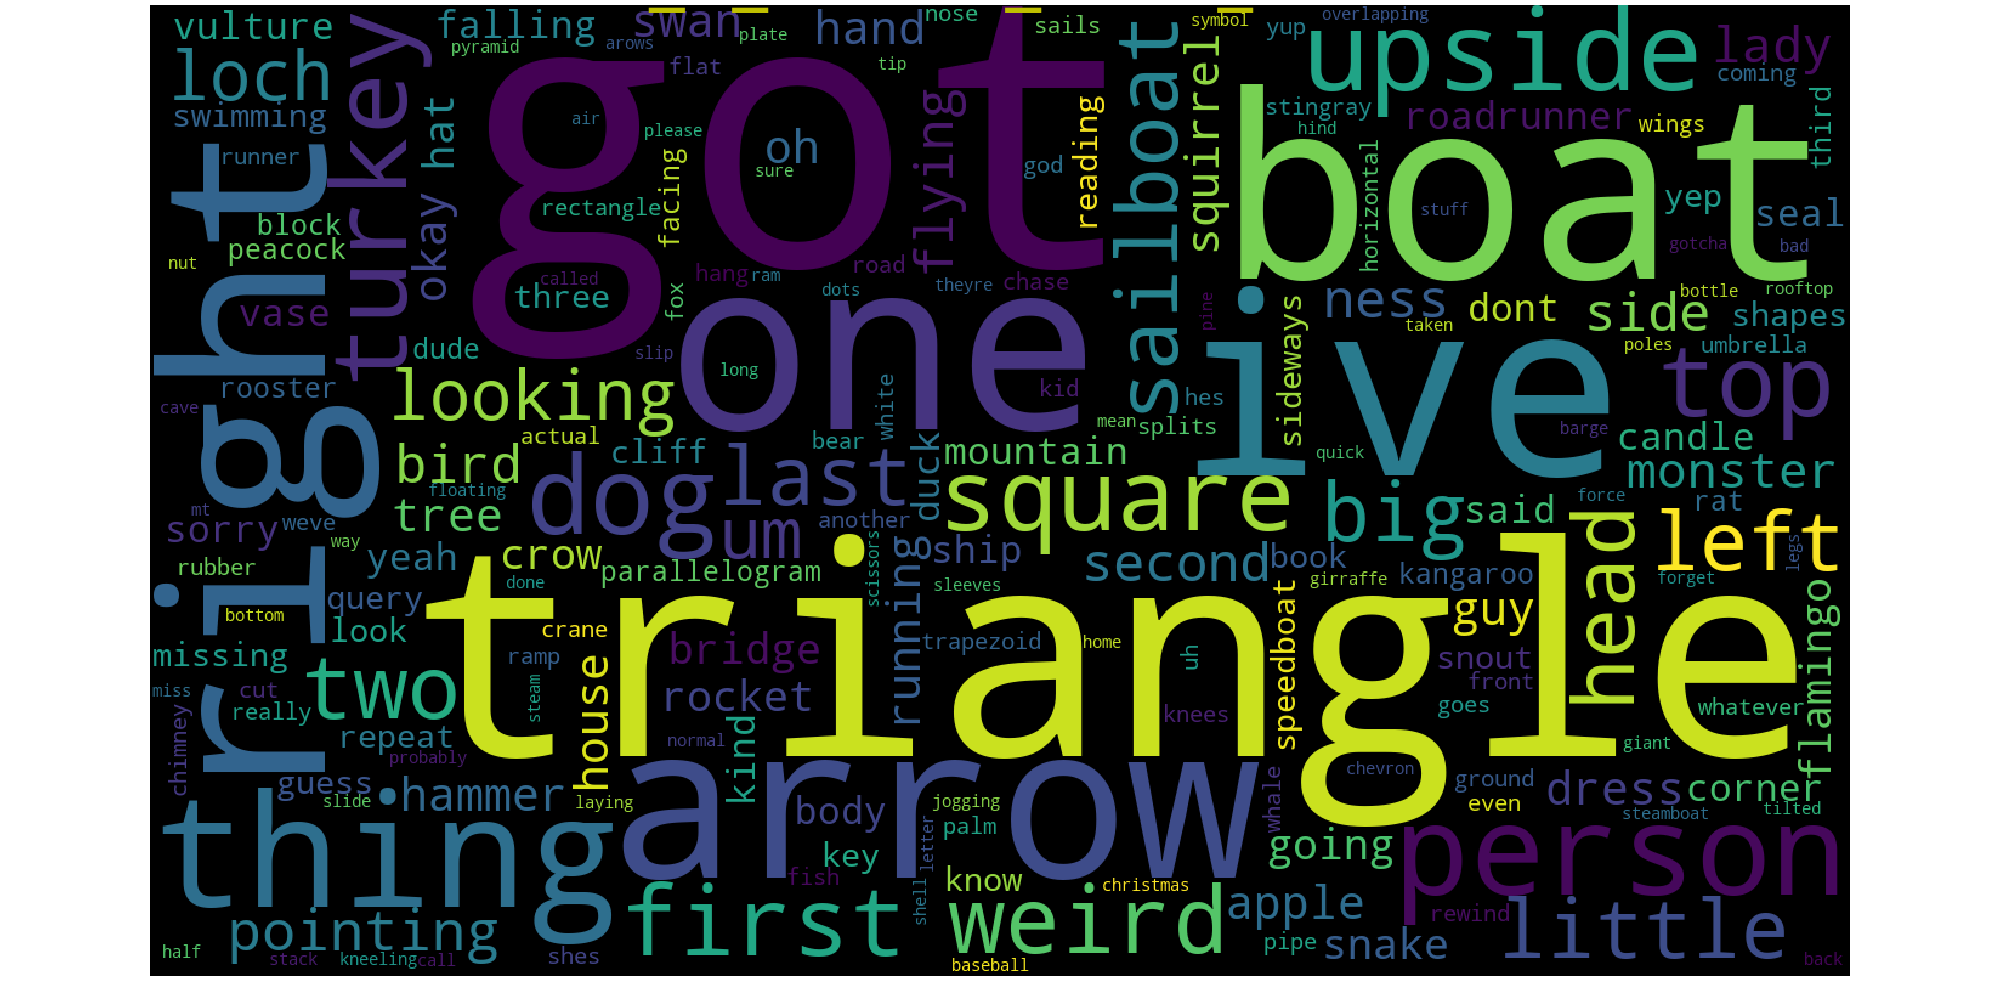 vulture
falling
swan
hand
nose
sails
symbol
overlapping
yup
upside
lady
pyramid
arows
plate
tip
flat
loch
turkey
got
sailboat
squirrel
coming
swimming
hat
air
please
oh
sure
flying
god
reading
stingray
hind
roadrunner
wings
third
boat
runner
okay
facing
rectangle
horizontal
stuff
yep
seal
block
peacock
gotcha
bad
nut
right
called
hang
ram
road
chase
three
fox
dots
theyre
pine
ness
dont
bottle
rooftop
vase
one
sideways
ive
taken
side
shapes
dude
slip
long
poles
umbrella
rooster
looking
kid
hes
top
cave
actual
white
mean
splits
barge
candle
bird
cliff
bear
duck
mountain
quick
monster
floating
dog
last
square
big
said
force
rat
mt
sorry
weve
tree
um
another
left
way
yeah
crow
running
ship
second
book
head
legs
rubber
parallelogram
scissors
sleeves
girraffe
kangaroo
forget
done
triangle
bottom
query
look
crane
house
bridge
trapezoid
home
uh
speedboat
guy
flamingo
missing
ramp
snout
miss
cut
two
steam
rocket
knees
front
really
goes
whatever
chimney
repeat
normal
kind
giant
probably
arrow
chevron
guess
hammer
ground
dress
corner
slide
laying
body
jogging
whale
even
steamboat
tilted
thing
palm
letter
going
person
key
fish
know
christmas
shell
first
weird
apple
rewind
little
pointing
pipe
snake
half
stack
kneeling
call
shes
baseball
back